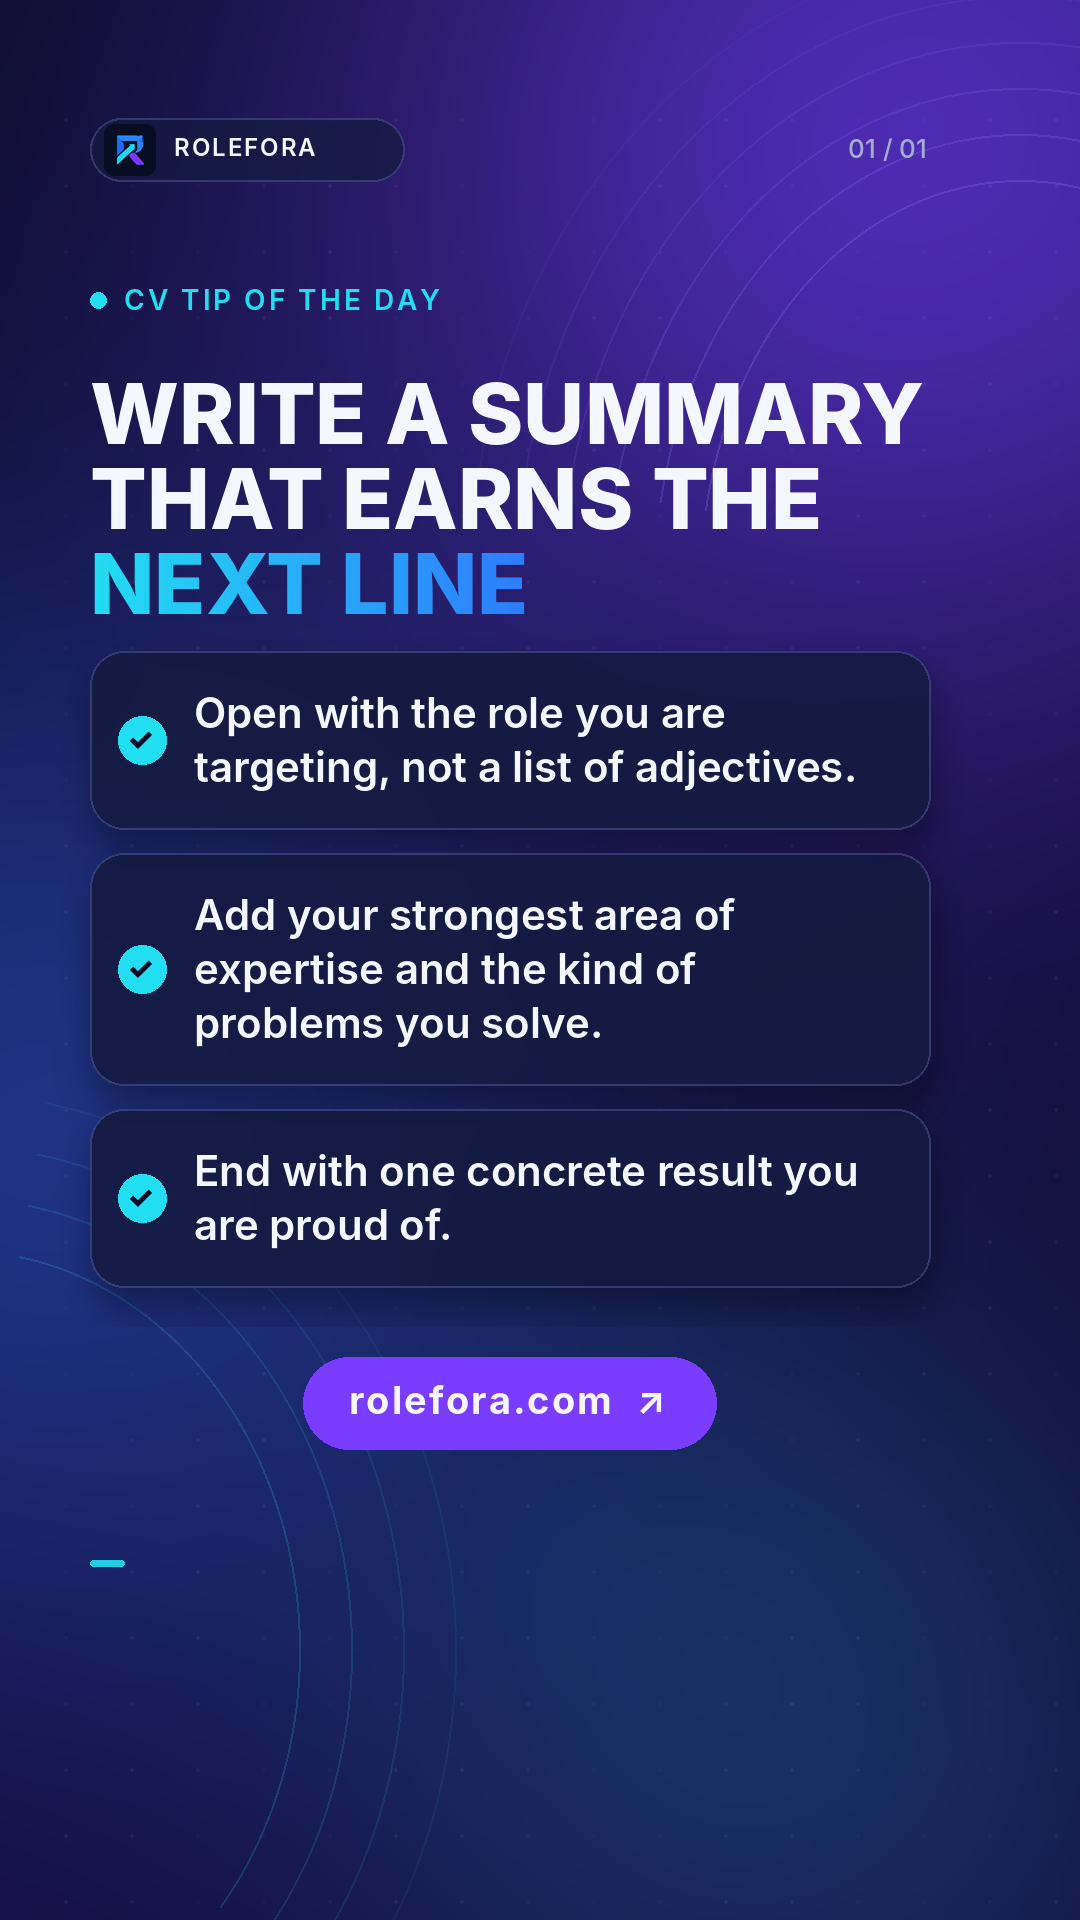 ROLEFORA
01 / 01
CV TIP OF THE DAY
WRITE A SUMMARY
THAT EARNS THE
NEXT LINE
Open with the role you are
targeting, not a list of adjectives.
Add your strongest area of
expertise and the kind of
problems you solve.
End with one concrete result you
are proud of.
rolefora.com